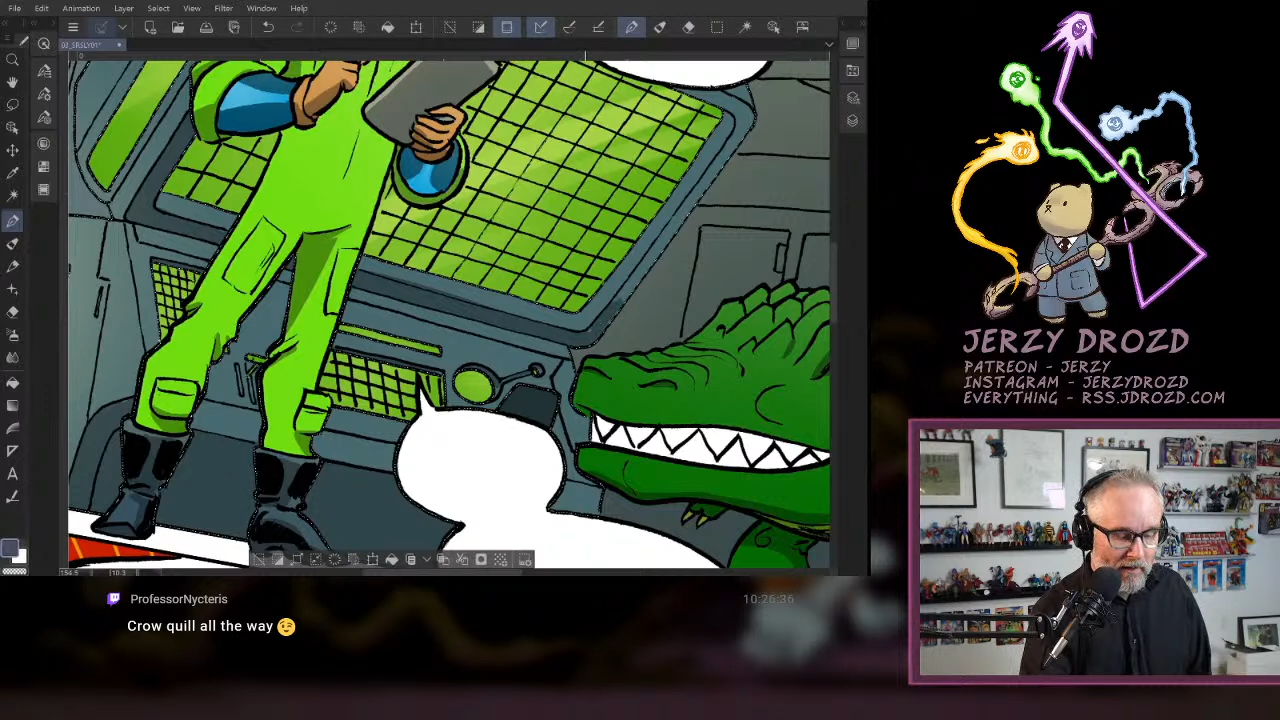 File Edit Animation Layer Select View Filter Window Help
JERZY DROZD
PATREON - JERZY
INSTAGRAM - JERZYDROZD
EVERYTHING - RSS.JDROZD.COM
ProfessorNycteris
10:26:36
Crow quill all the way 😉